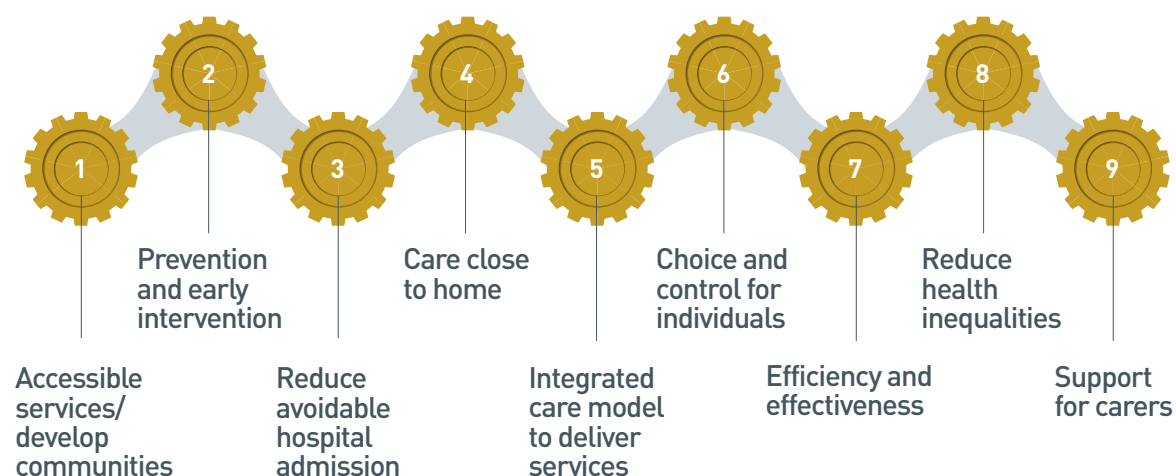 1
2
3
4
5
6
7
8
9
Accessible
services/
develop
communities
Prevention
and early
intervention
Reduce
avoidable
hospital
admission
Care close
to home
Integrated
care model
to deliver
services
Choice and
control for
individuals
Efficiency and
effectiveness
Reduce
health
inequalities
Support
for carers